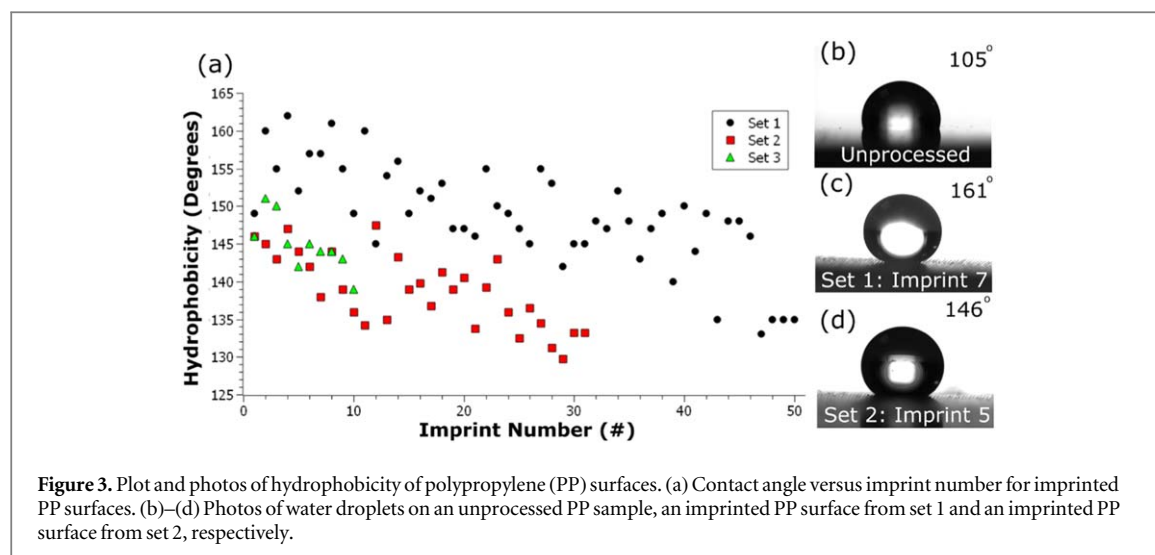 (a)
165
160
155
150
145
140
135
130
125
Hydrophobicity (Degrees)
0
10
20
30
40
50
Imprint Number (#)
Set 1
Set 2
Set 3
(b)
105°
Unprocessed
(c)
161°
Set 1: Imprint 7
(d)
146°
Set 2: Imprint 5
Figure 3. Plot and photos of hydrophobicity of polypropylene (PP) surfaces. (a) Contact angle versus imprint number for imprinted
PP surfaces. (b)–(d) Photos of water droplets on an unprocessed PP sample, an imprinted PP surface from set 1 and an imprinted PP
surface from set 2, respectively.